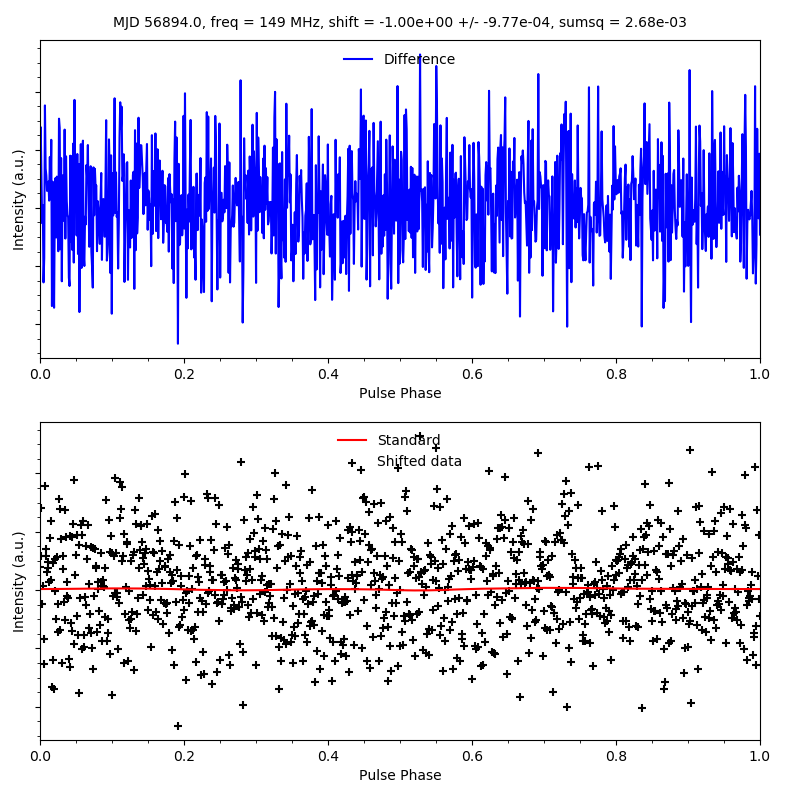 MJD 56894.0, freq = 149 MHz, shift = -1.00e+00 +/- -9.77e-04, sumsq = 2.68e-03
Difference
Intensity (a.u.)
0.0 0.2 0.4 0.6 0.8 1.0
Pulse Phase
Standard
Shifted data
Intensity (a.u.)
0.0 0.2 0.4 0.6 0.8 1.0
Pulse Phase